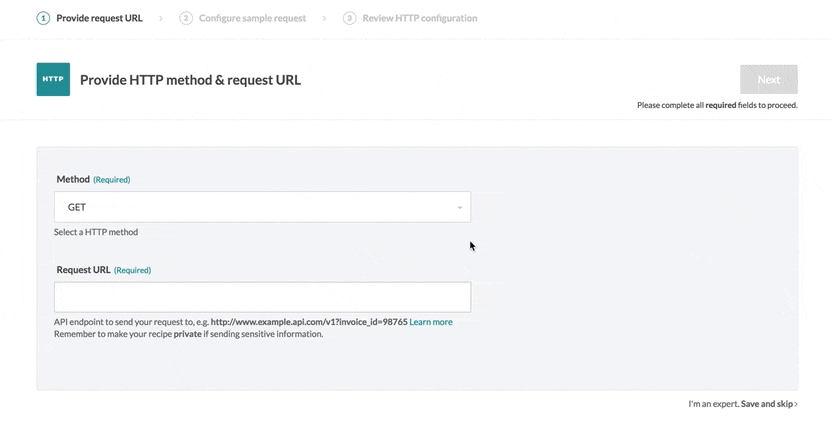 1 Provide request URL > 2 Configure sample request > 3 Review HTTP configuration
HTTP Provide HTTP method & request URL Next
Please complete all required fields to proceed.
Method (Required)
GET
Select a HTTP method
Request URL (Required)
API endpoint to send your request to, e.g. http://www.example.api.com/v1?invoice_id=98765 Learn more
Remember to make your recipe private if sending sensitive information.
I'm an expert. Save and skip >